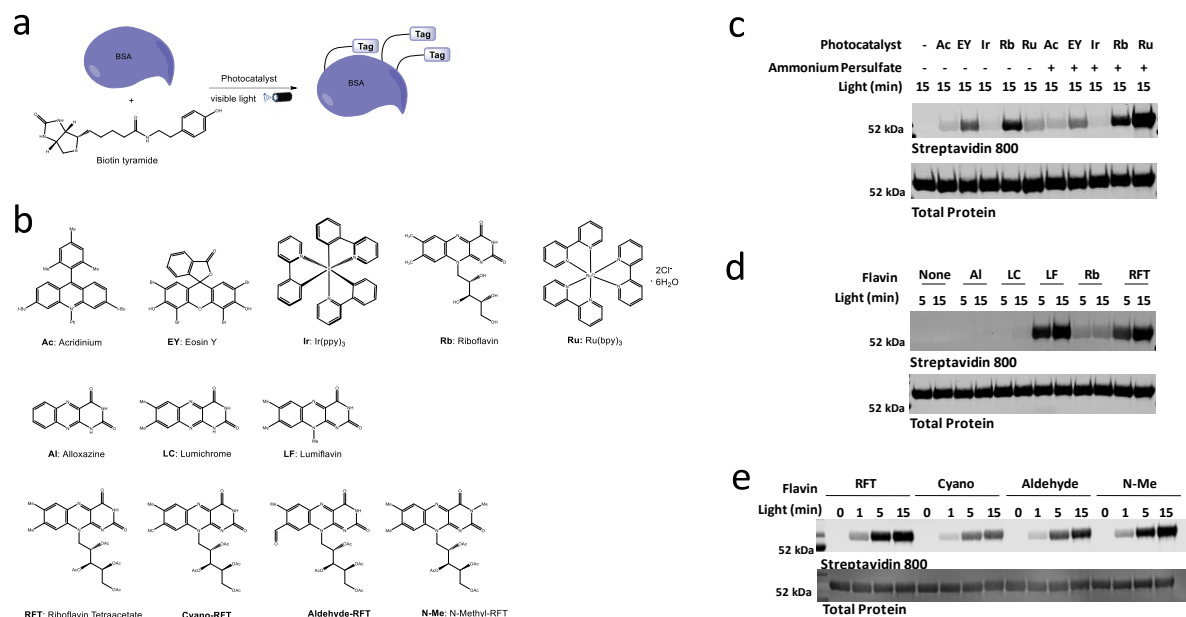 a
BSA
+
Biotin tyramide
Photocatalyst
visible light
Tag
Tag
Tag
BSA
b
Ac: Acridinium
EY: Eosin Y
Ir: Ir(ppy)3
Rb: Riboflavin
2Cl-
· 6H2O
Ru: Ru(bpy)3
Al: Alloxazine
LC: Lumichrome
LF: Lumiflavin
RFT: Riboflavin Tetraacetate
Cyano-RFT
Aldehyde-RFT
N-Me: N-Methyl-RFT
c
Photocatalyst - Ac EY Ir Rb Ru Ac EY Ir Rb Ru
Ammonium Persulfate - - - - - - + + + + +
Light (min) 15 15 15 15 15 15 15 15 15 15 15
52 kDa
Streptavidin 800
52 kDa
Total Protein
d
Flavin None Al LC LF Rb RFT
Light (min) 5 15 5 15 5 15 5 15 5 15 5 15
52 kDa
Streptavidin 800
52 kDa
Total Protein
e
Flavin RFT Cyano Aldehyde N-Me
Light (min) 0 1 5 15 0 1 5 15 0 1 5 15 0 1 5 15
52 kDa
Streptavidin 800
52 kDa
Total Protein